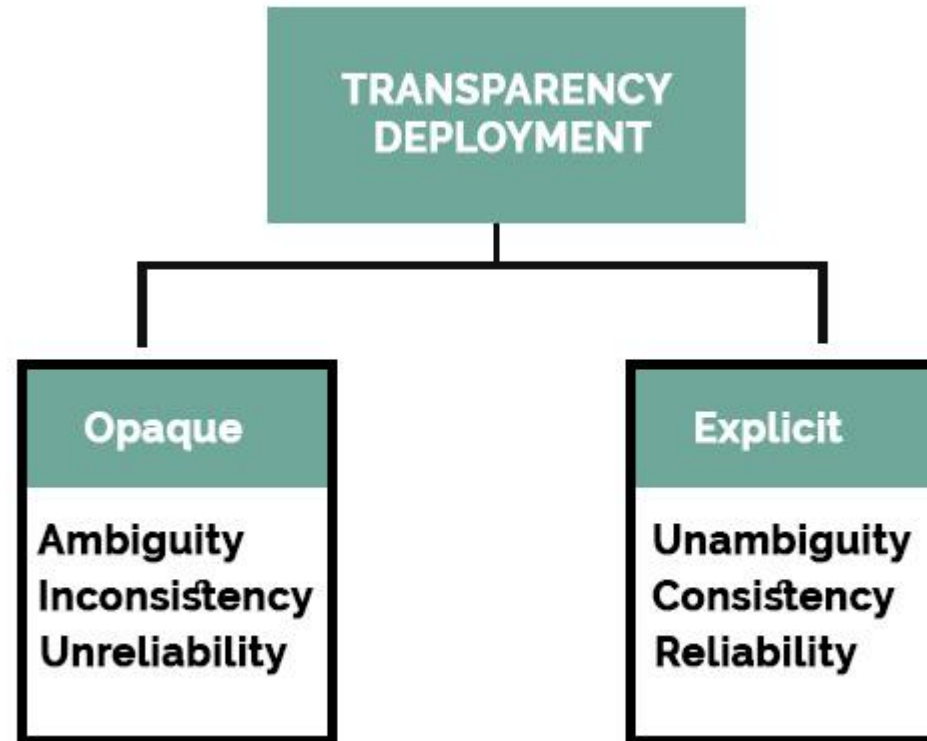 TRANSPARENCY
DEPLOYMENT
Opaque
Ambiguity
Inconsistency
Unreliability
Explicit
Unambiguity
Consistency
Reliability